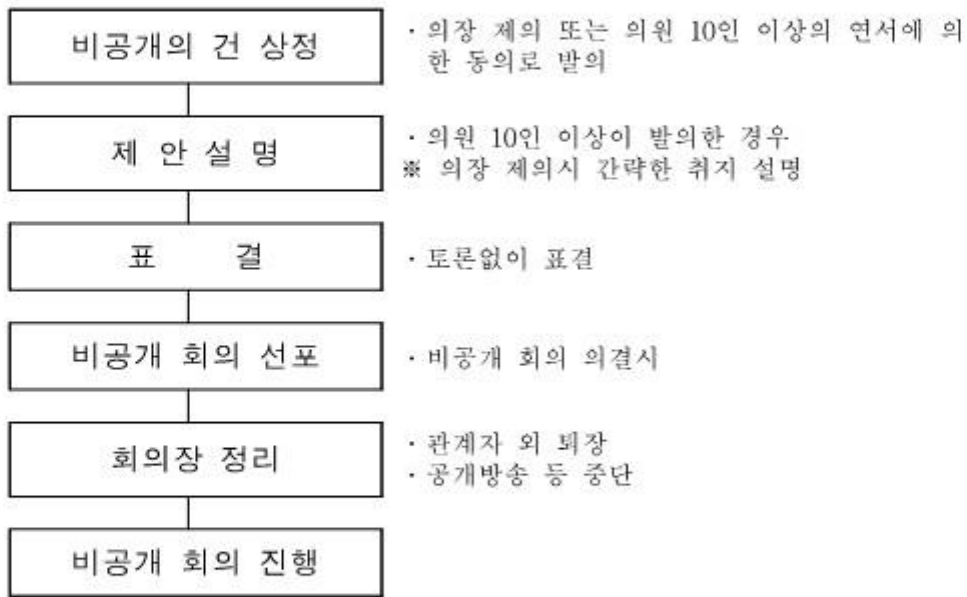 비공개의 건 상정
· 의장 제의 또는 의원 10인 이상의 연서에 의
한 동의로 발의
제 안 설 명
· 의원 10인 이상이 발의한 경우
※ 의장 제의시 간략한 취지 설명
표 결
· 토론없이 표결
비공개 회의 선포
· 비공개 회의 의결시
회의장 정리
· 관계자 외 퇴장
· 공개방송 등 중단
비공개 회의 진행